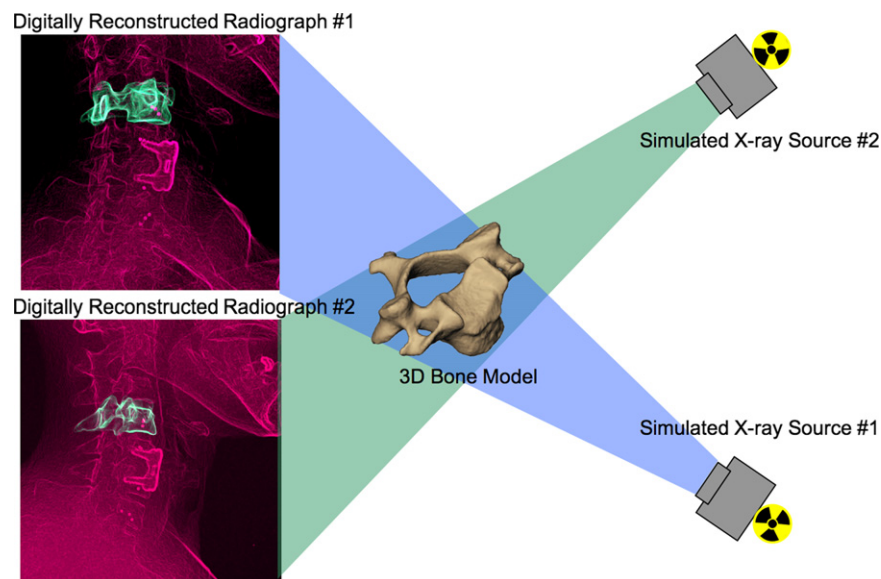 Digitally Reconstructed Radiograph #1
Simulated X-ray Source #2
Digitally Reconstructed Radiograph #2
3D Bone Model
Simulated X-ray Source #1